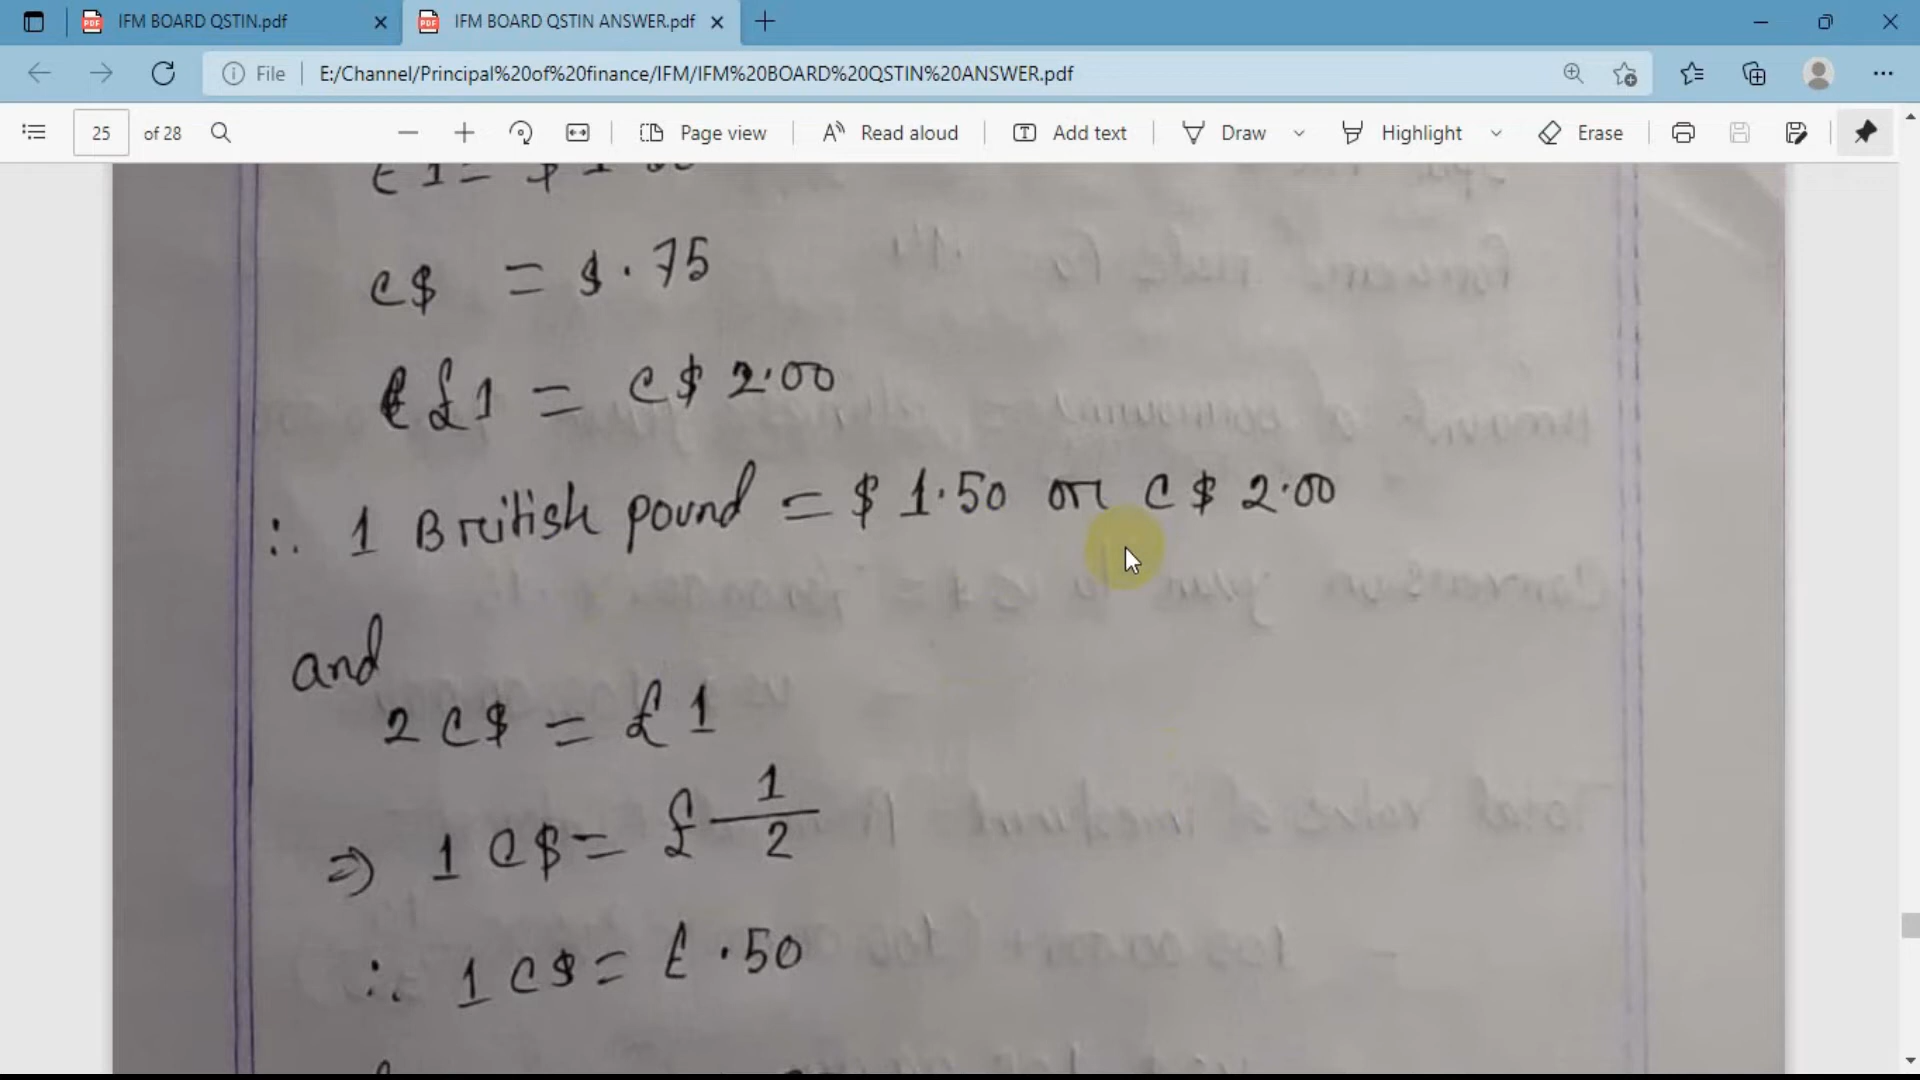 IFM BOARD QSTIN.pdf
IFM BOARD QSTIN ANSWER.pdf
File
E:/Channel/Principal%20of%20finance/IFM/IFM%20BOARD%20QSTIN%20ANSWER.pdf
25 of 28
Page view
Read aloud
Add text
Draw
Highlight
Erase
C$ = $.75
£1 = C$ 2.00
∴ 1 British pound = $ 1.50 or C$ 2.00
and
2 C$ = £1
⇒ 1 C$ = £ 1/2
∴ 1 C$ = £ .50